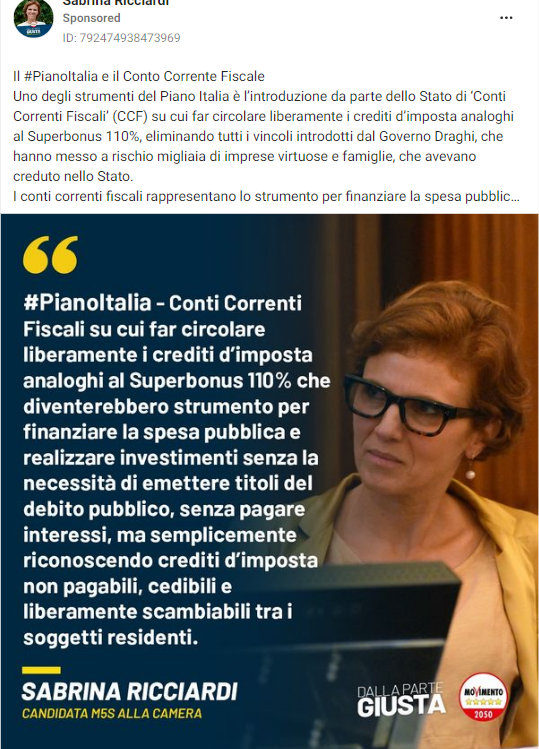 Sabrina Ricciardi
Sponsored
ID: 792474938473969
Il #PianoItalia e il Conto Corrente Fiscale
Uno degli strumenti del Piano Italia è l'introduzione da parte dello Stato di 'Conti
Correnti Fiscali' (CCF) su cui far circolare liberamente i crediti d'imposta analoghi
al Superbonus 110%, eliminando tutti i vincoli introdotti dal Governo Draghi, che
hanno messo a rischio migliaia di imprese virtuose e famiglie, che avevano
creduto nello Stato.
I conti correnti fiscali rappresentano lo strumento per finanziare la spesa pubblic...
#PianoItalia - Conti Correnti
Fiscali su cui far circolare
liberamente i crediti d'imposta
analoghi al Superbonus 110% che
diventerebbero strumento per
finanziare la spesa pubblica e
realizzare investimenti senza la
necessità di emettere titoli del
debito pubblico, senza pagare
interessi, ma semplicemente
riconoscendo crediti d'imposta
non pagabili, cedibili e
liberamente scambiabili tra i
soggetti residenti.
SABRINA RICCIARDI
CANDIDATA M5S ALLA CAMERA
DALLA PARTE
GIUSTA
MOVIMENTO
2050